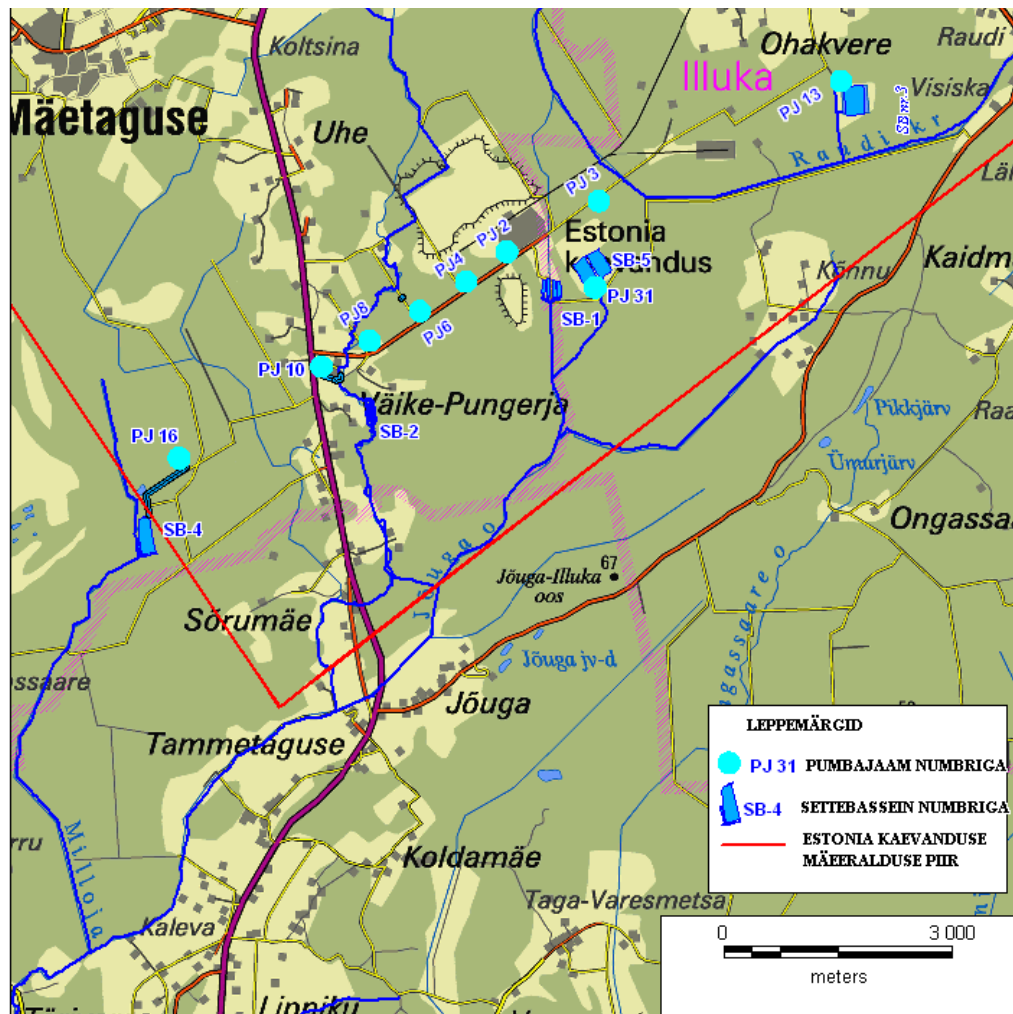 Koltsina
Ohakvere
Raudi
Illuka
PJ 13
SB nr.3
Visiska
Mäetaguse
Uhe
Raudi kr
PJ 3
PJ 2
Estonia
kaevandus
SB-5
PJ4
PJ 31
Kõnnu
SB-1
PJ6
PJ8
PJ 10
Väike-Pungerja
SB-2
Pikkjärv
PJ 16
Ümarjärv
SB-4
Jõuga o
67
Jõuga-Illuka
oos
Sõrumäe
Jõuga jv-d
Jõuga
Tammetaguse
LEPPEMÄRGID
PJ 31 PUMBAJAAM NUMBRIGA
SB-4 SETTEBASSEIN NUMBRIGA
ESTONIA KAEVANDUSE
MÄEERALDUSE PIIR
Milloja
Koldamäe
Kaleva
Taga-Varesmetsa
0 3 000
meters